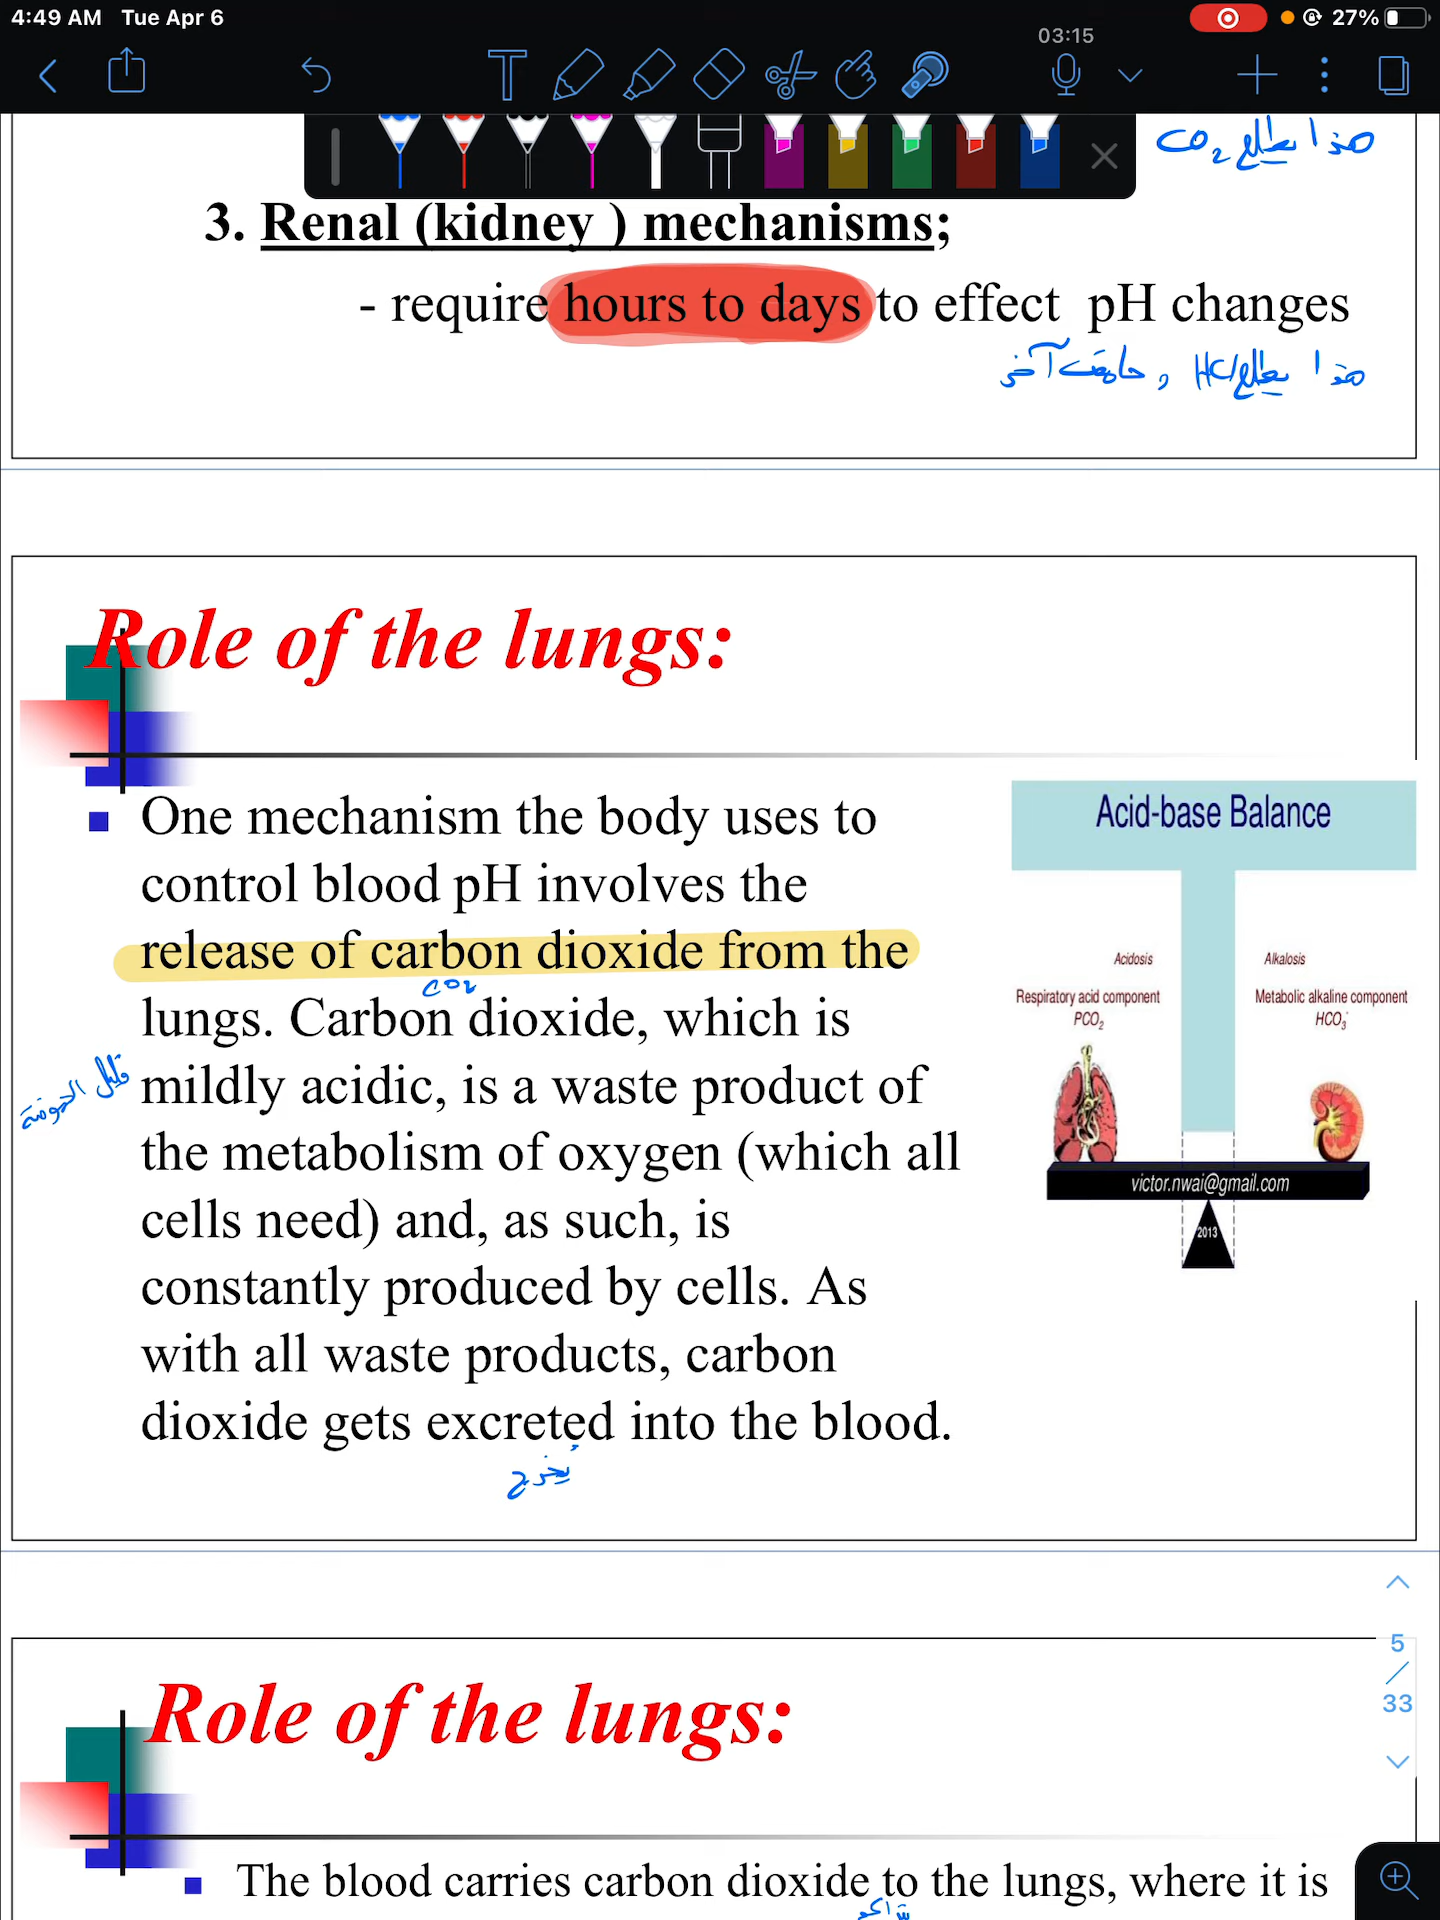 4:49 AM Tue Apr 6
27%
03:15
هذا يطلع CO2
3. Renal (kidney ) mechanisms;
- require hours to days to effect pH changes
هذا يطلع HCl و حامض آخر
Role of the lungs:
One mechanism the body uses to
control blood pH involves the
release of carbon dioxide from the
CO2
lungs. Carbon dioxide, which is
قليل الحموضة
mildly acidic, is a waste product of
the metabolism of oxygen (which all
cells need) and, as such, is
constantly produced by cells. As
with all waste products, carbon
dioxide gets excreted into the blood.
يُخرج
Acid-base Balance
Acidosis
Alkalosis
Respiratory acid component
PCO2
Metabolic alkaline component
HCO3-
victor.nwai@gmail.com
2013
5
/
33
Role of the lungs:
The blood carries carbon dioxide to the lungs, where it is